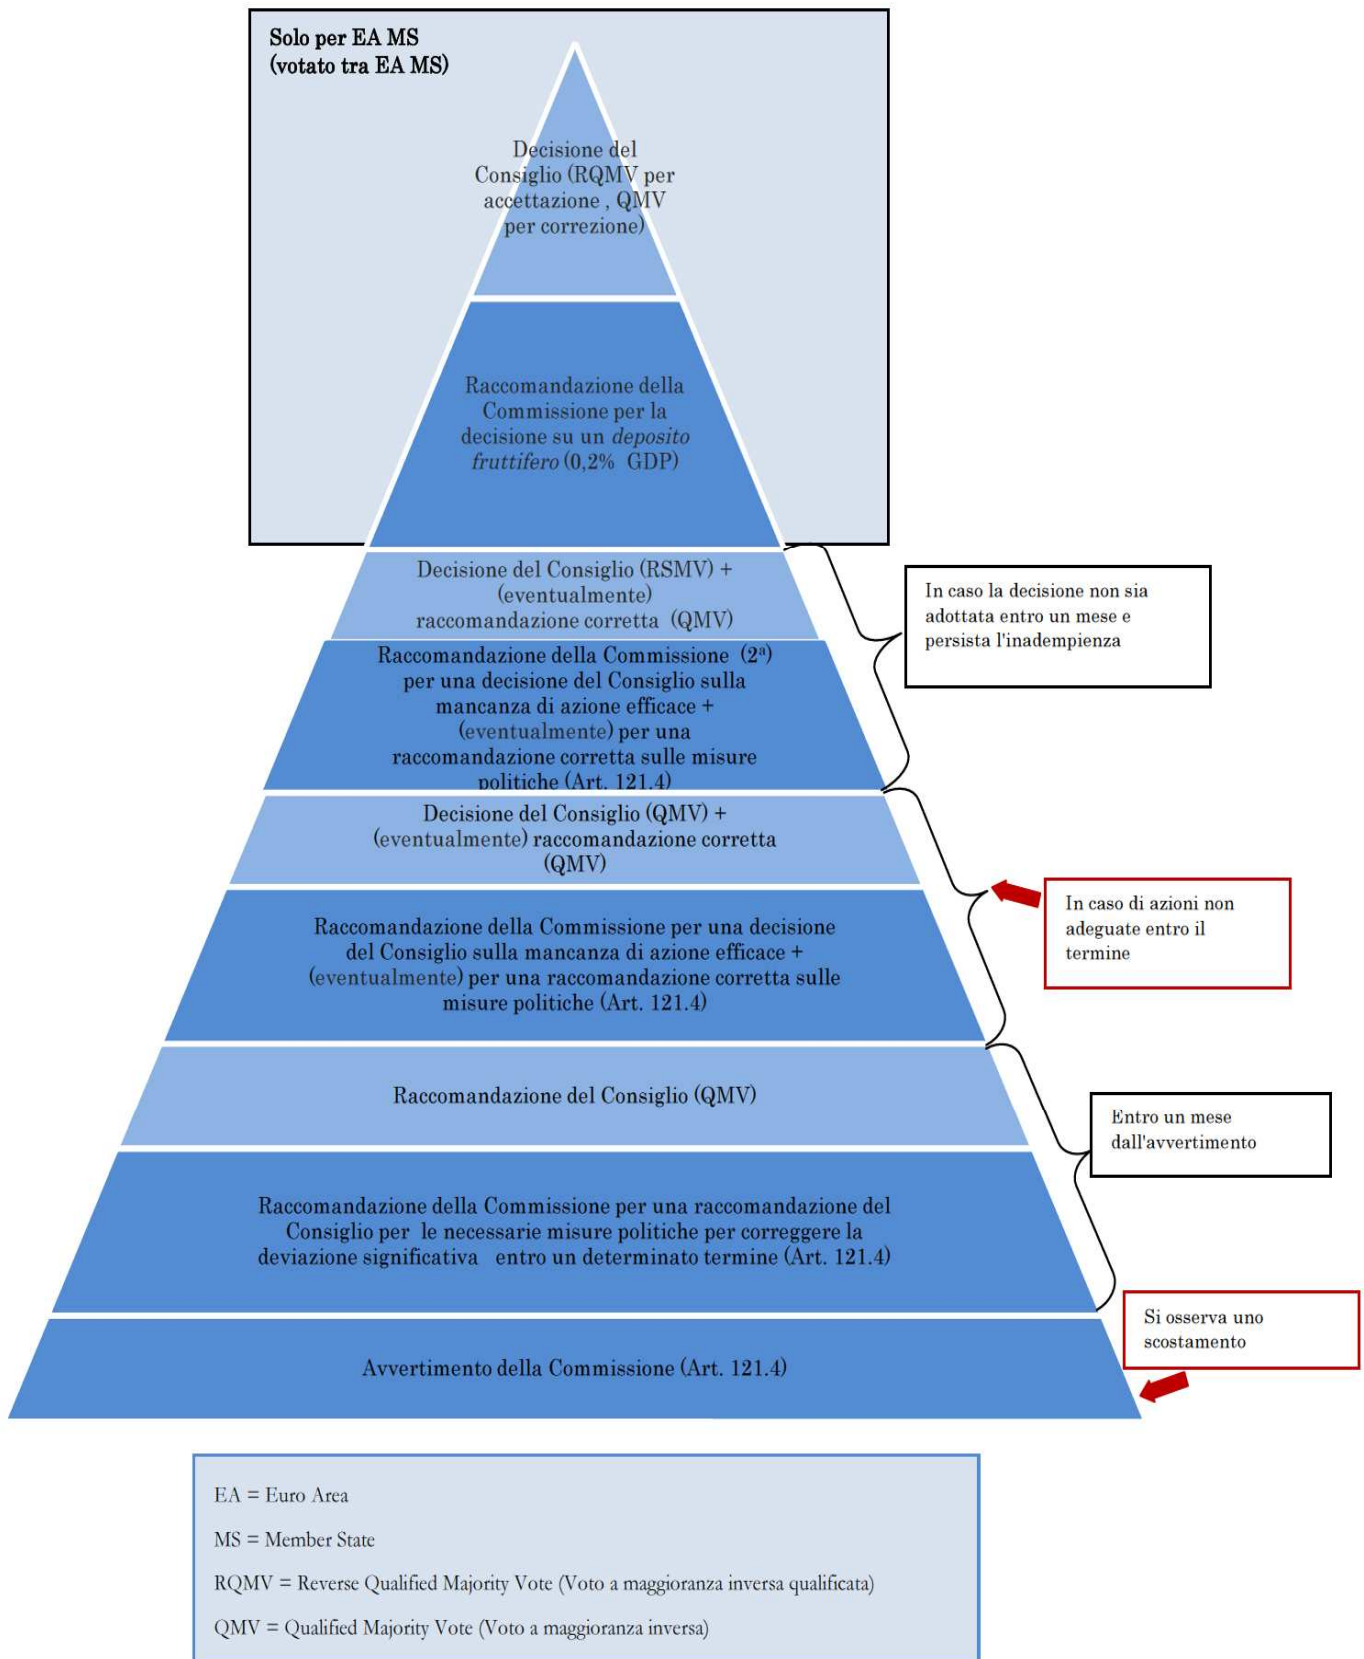 Solo per EA MS
(votato tra EA MS)
Decisione del
Consiglio (RQMV per
accettazione , QMV
per correzione)
Raccomandazione della
Commissione per la
decisione su un deposito
fruttifero (0,2% GDP)
Decisione del Consiglio (RSMV) +
(eventualmente)
raccomandazione corretta (QMV)
In caso la decisione non sia
adottata entro un mese e
persista l'inadempienza
Raccomandazione della Commissione (2ª)
per una decisione del Consiglio sulla
mancanza di azione efficace +
(eventualmente) per una
raccomandazione corretta sulle misure
politiche (Art. 121.4)
Decisione del Consiglio (QMV) +
(eventualmente) raccomandazione corretta
(QMV)
In caso di azioni non
adeguate entro il
termine
Raccomandazione della Commissione per una decisione
del Consiglio sulla mancanza di azione efficace +
(eventualmente) per una raccomandazione corretta sulle
misure politiche (Art. 121.4)
Raccomandazione del Consiglio (QMV)
Entro un mese
dall'avvertimento
Raccomandazione della Commissione per una raccomandazione del
Consiglio per le necessarie misure politiche per correggere la
deviazione significativa entro un determinato termine (Art. 121.4)
Si osserva uno
scostamento
Avvertimento della Commissione (Art. 121.4)
EA = Euro Area
MS = Member State
RQMV = Reverse Qualified Majority Vote (Voto a maggioranza inversa qualificata)
QMV = Qualified Majority Vote (Voto a maggioranza inversa)